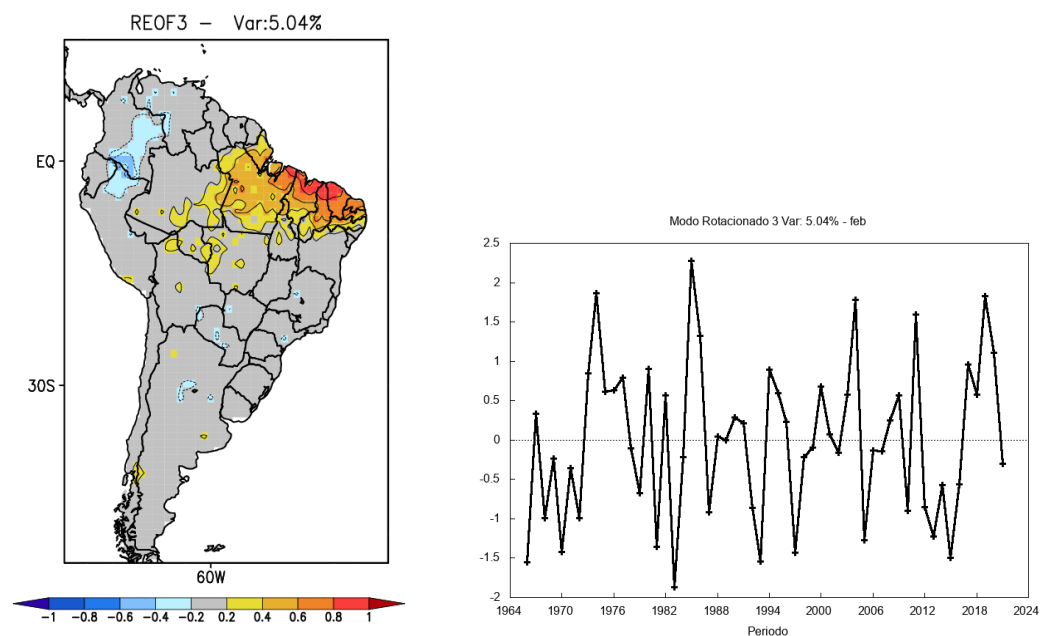 REOF3 – Var:5.04%
EQ
30S
60W
-1 -0.8 -0.6 -0.4 -0.2 0.2 0.4 0.6 0.8 1
Modo Rotacionado 3 Var: 5.04% - feb
2.5
2
1.5
1
0.5
0
-0.5
-1
-1.5
-2
1964 1970 1976 1982 1988 1994 2000 2006 2012 2018 2024
Periodo